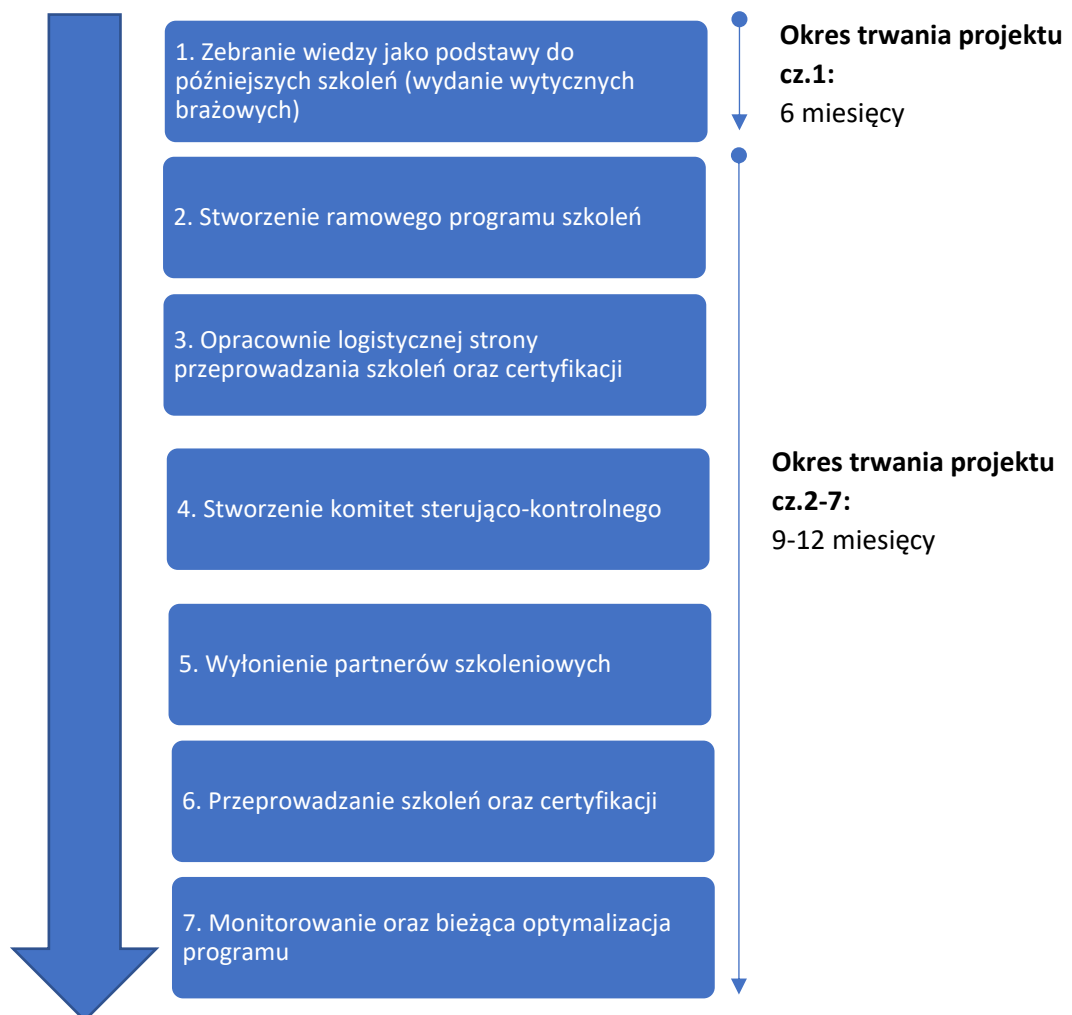 1. Zebranie wiedzy jako podstawy do
późniejszych szkoleń (wydanie wytycznych
brażowych)
Okres trwania projektu
cz.1:
6 miesięcy
2. Stworzenie ramowego programu szkoleń
3. Opracownie logistycznej strony
przeprowadzania szkoleń oraz certyfikacji
4. Stworzenie komitet sterująco-kontrolnego
Okres trwania projektu
cz.2-7:
9-12 miesięcy
5. Wyłonienie partnerów szkoleniowych
6. Przeprowadzanie szkoleń oraz certyfikacji
7. Monitorowanie oraz bieżąca optymalizacja
programu